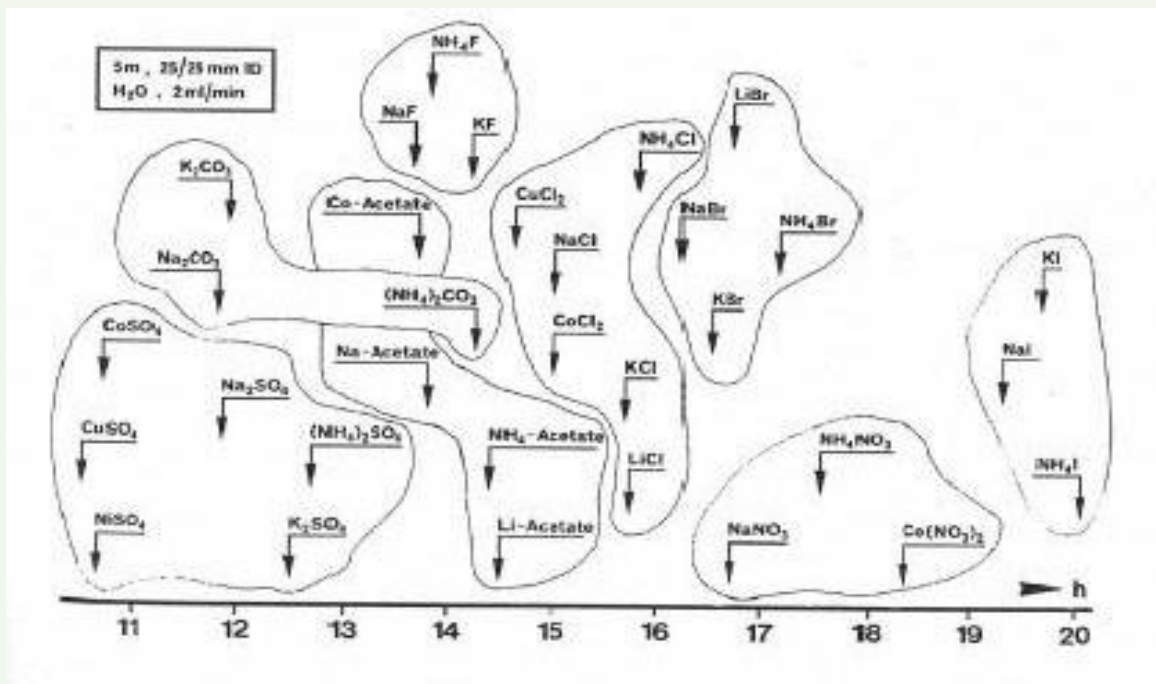 5m, 25/25 mm ID
H₂O, 2ml/min
NH₄F
NaF
KF
K₂CO₃
Co-Acetate
Na₂CO₃
(NH₄)₂CO₃
CoSO₄
Na-Acetate
Na₂SO₄
CuSO₄
(NH₄)₂SO₄
NH₄-Acetate
NiSO₄
K₂SO₄
Li-Acetate
NH₄Cl
CuCl₂
NaCl
CoCl₂
KCl
LiCl
LiBr
NaBr
NH₄Br
KBr
NH₄NO₃
NaNO₃
Co(NO₃)₂
KI
NaI
NH₄I
h
11 12 13 14 15 16 17 18 19 20